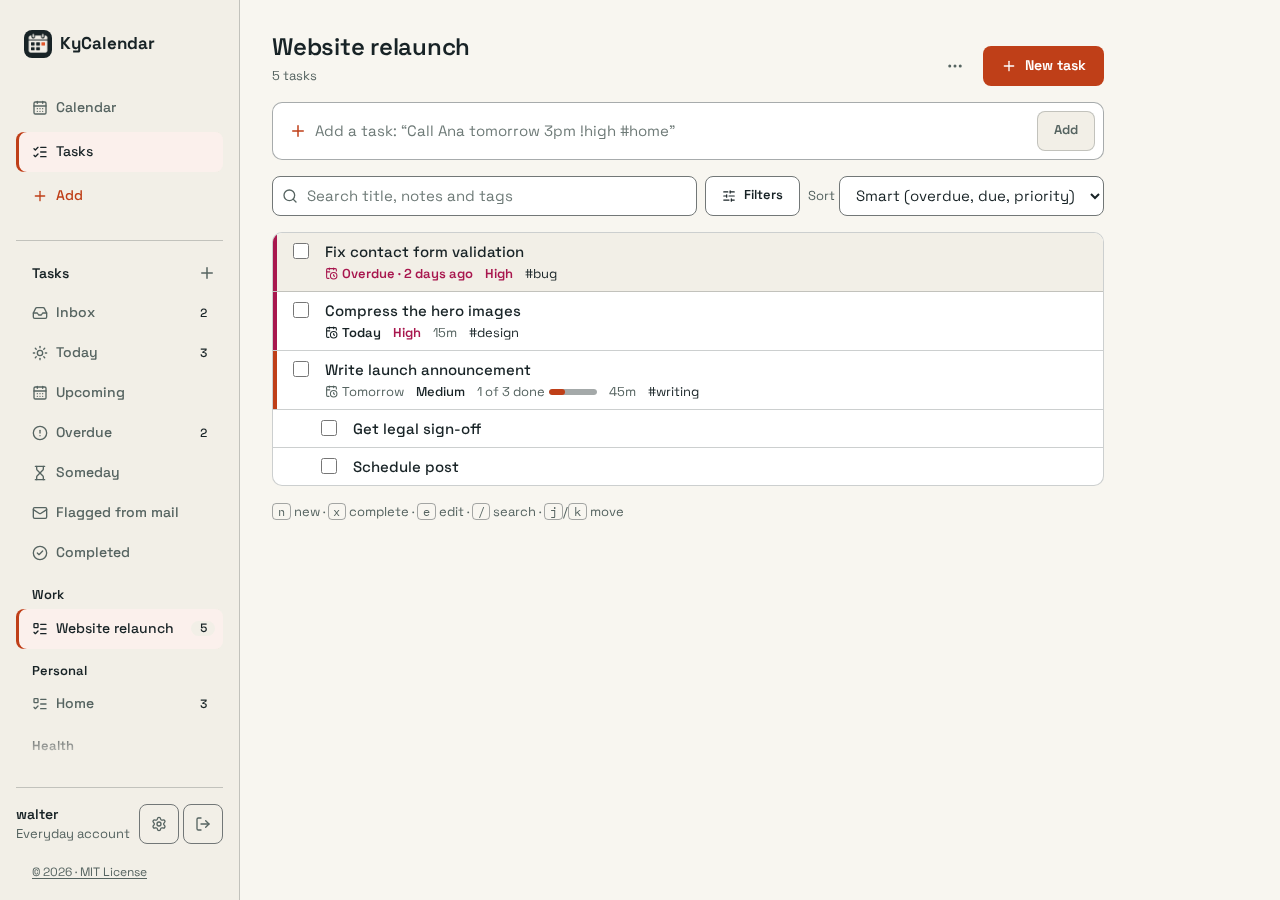 KyCalendar
Calendar
Tasks
Add
Tasks
Inbox 2
Today 3
Upcoming
Overdue 2
Someday
Flagged from mail
Completed
Work
Website relaunch 5
Personal
Home 3
Health
walter
Everyday account
© 2026 · MIT License
Website relaunch
5 tasks
New task
Add a task: “Call Ana tomorrow 3pm !high #home” Add
Search title, notes and tags Filters Sort Smart (overdue, due, priority)
Fix contact form validation
Overdue · 2 days ago High #bug
Compress the hero images
Today High 15m #design
Write launch announcement
Tomorrow Medium 1 of 3 done 45m #writing
Get legal sign-off
Schedule post
n new · x complete · e edit · / search · j/k move